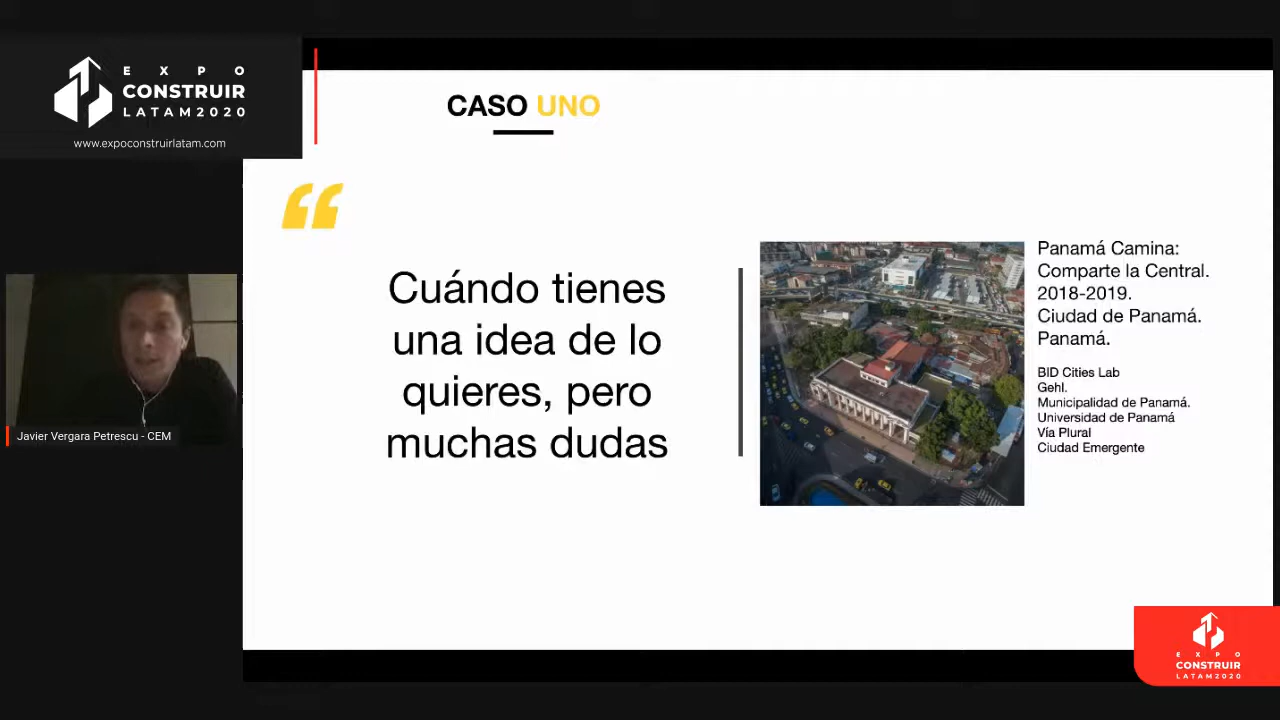 EXPO
CONSTRUIR
LATAM2020
www.expoconstruirlatam.com
CASO UNO
“
Cuándo tienes
una idea de lo
quieres, pero
muchas dudas
Panamá Camina:
Comparte la Central.
2018-2019.
Ciudad de Panamá.
Panamá.
BID Cities Lab
Gehl.
Municipalidad de Panamá.
Universidad de Panamá
Vía Plural
Ciudad Emergente
Javier Vergara Petrescu - CEM
EXPO
CONSTRUIR
LATAM2020